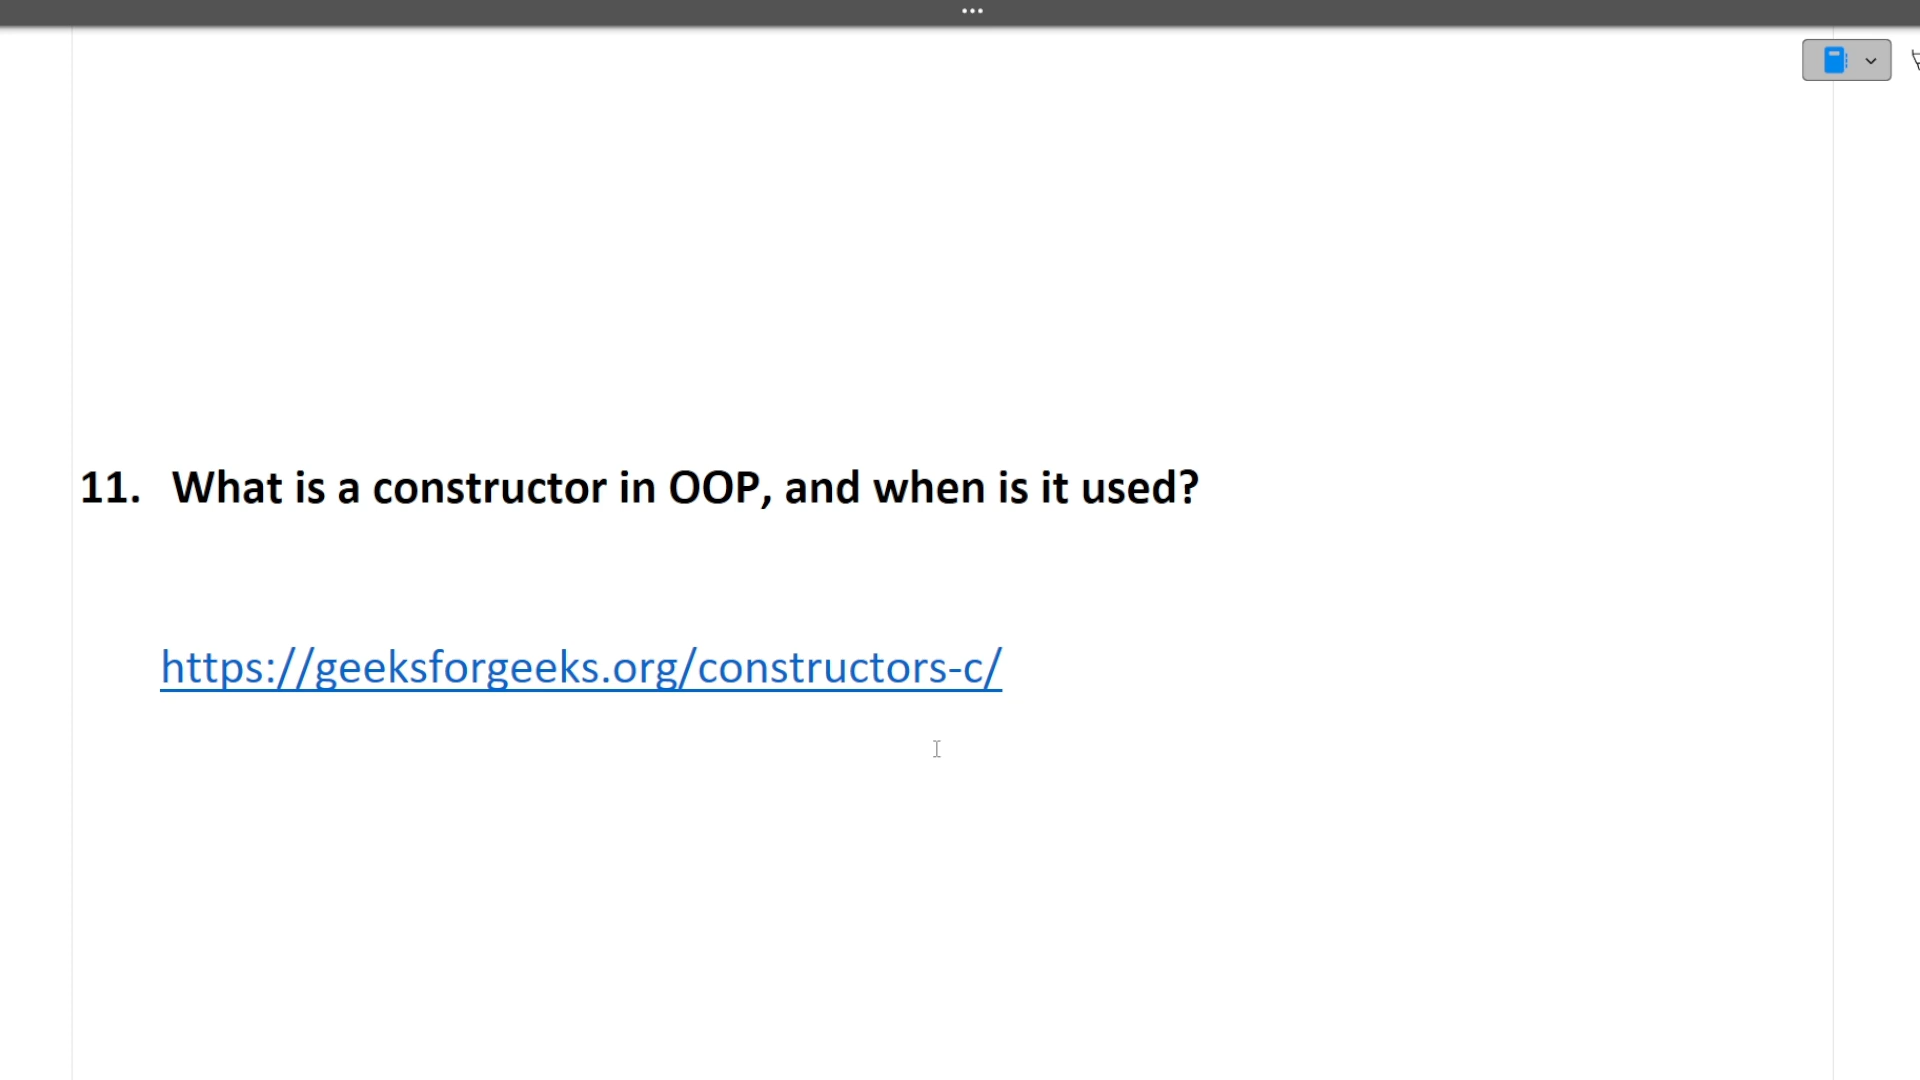 11. What is a constructor in OOP, and when is it used?
https://geeksforgeeks.org/constructors-c/